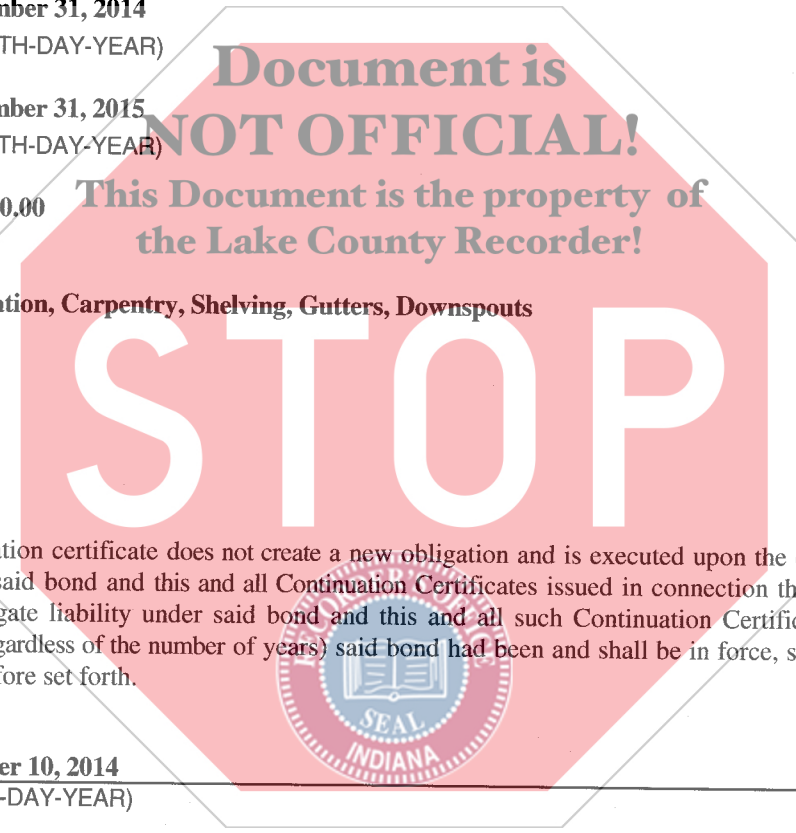 mber 31, 2014
TH-DAY-YEAR)
Document is
mber 31, 2015
NOT OFFICIAL!
TH-DAY-YEAR)
This Document is the property of
0.00
the Lake County Recorder!
ation, Carpentry, Shelving, Gutters, Downspouts
STOP
ation certificate does not create a new obligation and is executed upon the
said bond and this and all Continuation Certificates issued in connection th
gate liability under said bond and this and all such Continuation Certific
gardless of the number of years) said bond had been and shall be in force, s
fore set forth.
SEAL
INDIANA
er 10, 2014
-DAY-YEAR)